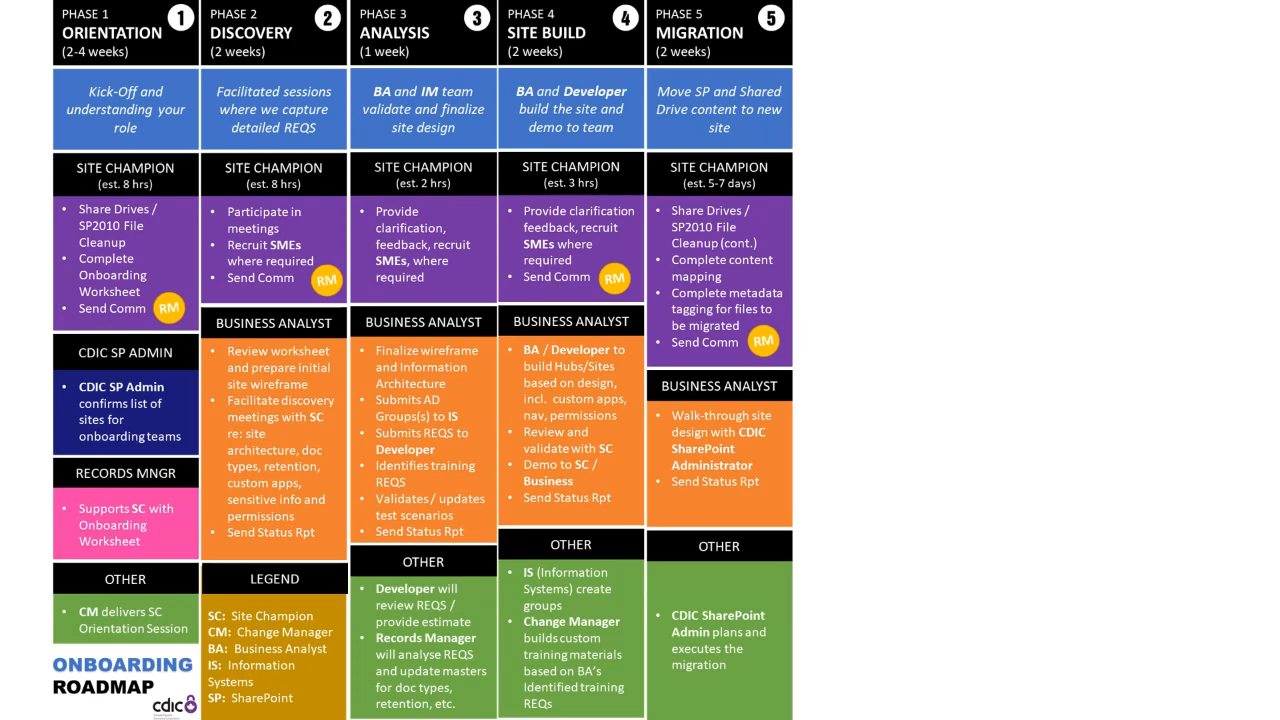 PHASE 1
ORIENTATION
(2-4 weeks)
1
Kick-Off and
understanding your
role
SITE CHAMPION
(est. 8 hrs)
• Share Drives /
SP2010 File
Cleanup
• Complete
Onboarding
Worksheet
• Send Comm
RM
CDIC SP ADMIN
• CDIC SP Admin
confirms list of
sites for
onboarding teams
RECORDS MNGR
• Supports SC with
Onboarding
Worksheet
OTHER
• CM delivers SC
Orientation Session
ONBOARDING
ROADMAP
cdic
PHASE 2
DISCOVERY
(2 weeks)
2
Facilitated sessions
where we capture
detailed REQS
SITE CHAMPION
(est. 8 hrs)
• Participate in
meetings
• Recruit SMEs
where required
• Send Comm
RM
BUSINESS ANALYST
• Review worksheet
and prepare initial
site wireframe
• Facilitate discovery
meetings with SC
re: site
architecture, doc
types, retention,
custom apps,
sensitive info and
permissions
• Send Status Rpt
LEGEND
SC: Site Champion
CM: Change Manager
BA: Business Analyst
IS: Information
Systems
SP: SharePoint
PHASE 3
ANALYSIS
(1 week)
3
BA and IM team
validate and finalize
site design
SITE CHAMPION
(est. 2 hrs)
• Provide
clarification,
feedback, recruit
SMEs, where
required
BUSINESS ANALYST
• Finalize wireframe
and Information
Architecture
• Submits AD
Groups(s) to IS
• Submits REQS to
Developer
• Identifies training
REQS
• Validates / updates
test scenarios
• Send Status Rpt
OTHER
• Developer will
review REQS /
provide estimate
• Records Manager
will analyse REQS
and update masters
for doc types,
retention, etc.
PHASE 4
SITE BUILD
(2 weeks)
4
BA and Developer
build the site and
demo to team
SITE CHAMPION
(est. 3 hrs)
• Provide clarification
feedback, recruit
SMEs where
required
• Send Comm
RM
BUSINESS ANALYST
• BA / Developer to
build Hubs/Sites
based on design,
incl. custom apps,
nav, permissions
• Review and
validate with SC
• Demo to SC /
Business
• Send Status Rpt
OTHER
• IS (Information
Systems) create
groups
• Change Manager
builds custom
training materials
based on BA's
Identified training
REQs
PHASE 5
MIGRATION
(2 weeks)
5
Move SP and Shared
Drive content to new
site
SITE CHAMPION
(est. 5-7 days)
• Share Drives /
SP2010 File
Cleanup (cont.)
• Complete content
mapping
• Complete metadata
tagging for files to
be migrated
• Send Comm
RM
BUSINESS ANALYST
• Walk-through site
design with CDIC
SharePoint
Administrator
• Send Status Rpt
OTHER
• CDIC SharePoint
Admin plans and
executes the
migration